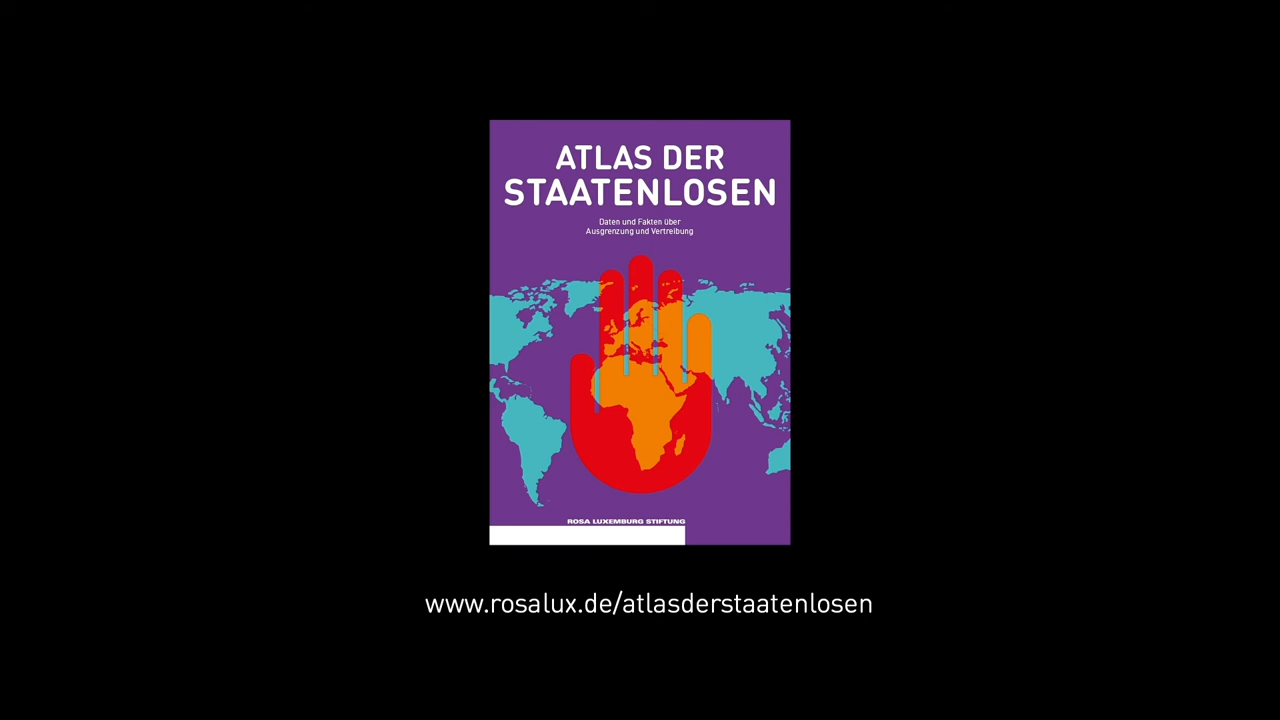 ATLAS DER
STAATENLOSEN
Daten und Fakten über
Ausgrenzung und Vertreibung
ROSA LUXEMBURG STIFTUNG
www.rosalux.de/atlasderstaatenlosen